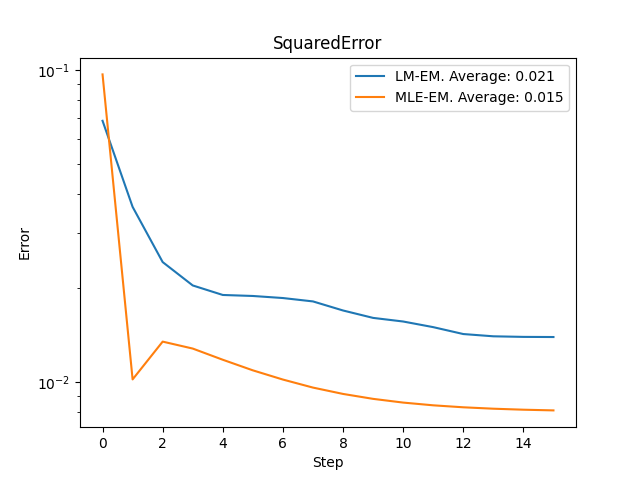 SquaredError
LM-EM. Average: 0.021
MLE-EM. Average: 0.015
10⁻¹
10⁻²
Error
0 2 4 6 8 10 12 14
Step